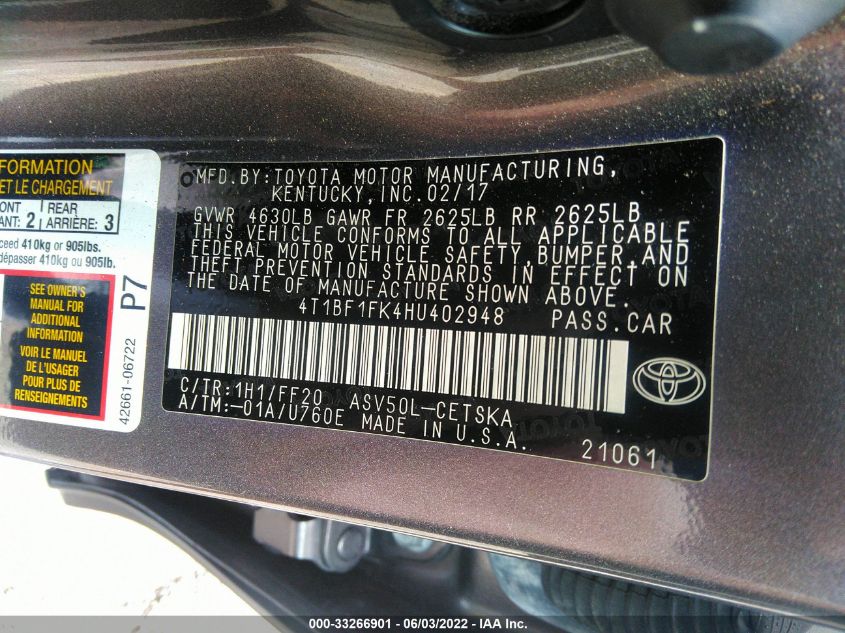 FORMATION
ET LE CHARGEMENT
ONT
ANT: 2
REAR
ARRIÈRE: 3
ceed 410kg or 905lbs.
dépasser 410kg ou 905lb.
SEE OWNER'S
MANUAL FOR
ADDITIONAL
INFORMATION
VOIR LE MANUEL
DE L'USAGER
POUR PLUS DE
RENSEIGNEMENTS
P7
42661-06722
MFD.BY:TOYOTA MOTOR MANUFACTURING,
KENTUCKY,INC.02/17
GVWR 4630LB GAWR FR 2625LB RR 2625LB
THIS VEHICLE CONFORMS TO ALL APPLICABLE
FEDERAL MOTOR VEHICLE SAFETY,BUMPER,AND
THEFT PREVENTION STANDARDS IN EFFECT ON
THE DATE OF MANUFACTURE SHOWN ABOVE.
4T1BF1FK4HU402948 PASS.CAR
C/TR:1H1/FF20 ASV50L-CETSKA
A/TM:-01A/U760E MADE IN U.S.A.
21061
000-33266901 - 06/03/2022 - IAA Inc.